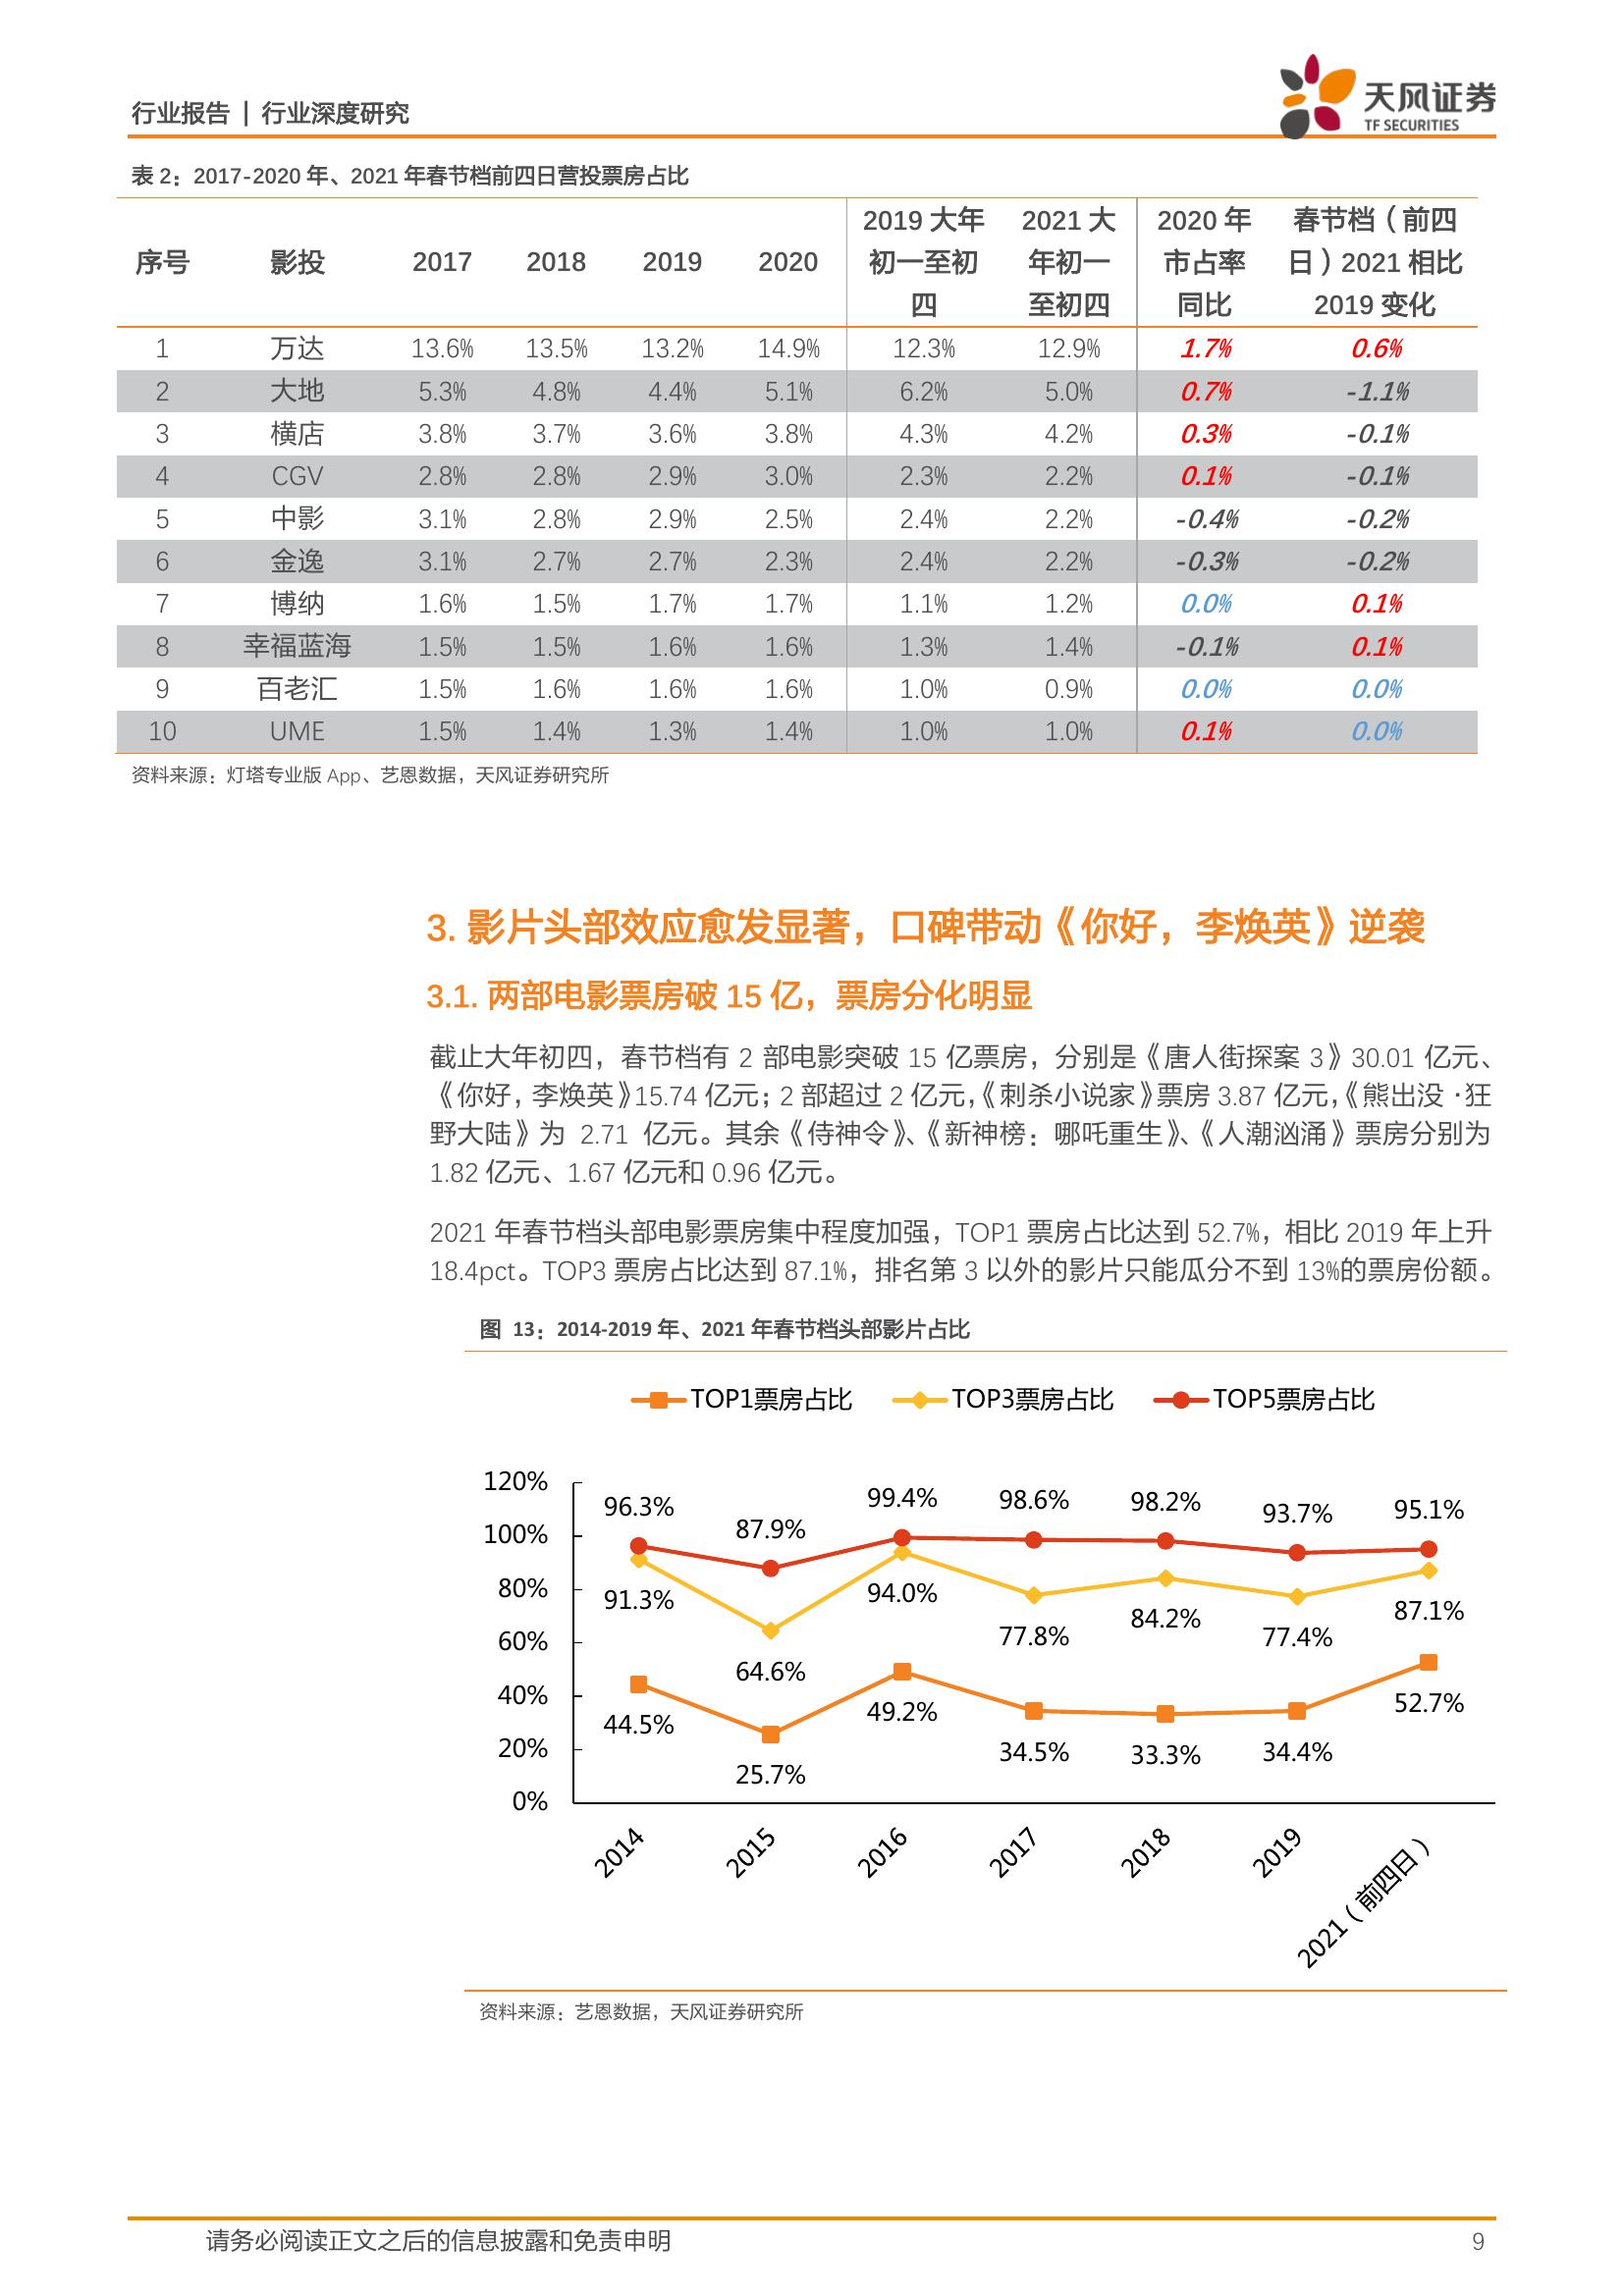 行业报告 | 行业深度研究
天风证券
TF SECURITIES
表 2：2017-2020 年、2021 年春节档前四日营投票房占比
序号 影投 2017 2018 2019 2020 2019 大年初一至初四 2021 大年初一至初四 2020 年市占率同比 春节档（前四日）2021 相比 2019 变化
1 万达 13.6% 13.5% 13.2% 14.9% 12.3% 12.9% 1.7% 0.6%
2 大地 5.3% 4.8% 4.4% 5.1% 6.2% 5.0% 0.7% -1.1%
3 横店 3.8% 3.7% 3.6% 3.8% 4.3% 4.2% 0.3% -0.1%
4 CGV 2.8% 2.8% 2.9% 3.0% 2.3% 2.2% 0.1% -0.1%
5 中影 3.1% 2.8% 2.9% 2.5% 2.4% 2.2% -0.4% -0.2%
6 金逸 3.1% 2.7% 2.7% 2.3% 2.4% 2.2% -0.3% -0.2%
7 博纳 1.6% 1.5% 1.7% 1.7% 1.1% 1.2% 0.0% 0.1%
8 幸福蓝海 1.5% 1.5% 1.6% 1.6% 1.3% 1.4% -0.1% 0.1%
9 百老汇 1.5% 1.6% 1.6% 1.6% 1.0% 0.9% 0.0% 0.0%
10 UME 1.5% 1.4% 1.3% 1.4% 1.0% 1.0% 0.1% 0.0%
资料来源：灯塔专业版 App、艺恩数据，天风证券研究所
3. 影片头部效应愈发显著，口碑带动《你好，李焕英》逆袭
3.1. 两部电影票房破 15 亿，票房分化明显
截止大年初四，春节档有 2 部电影突破 15 亿票房，分别是《唐人街探案 3》30.01 亿元、
《你好，李焕英》15.74 亿元；2 部超过 2 亿元，《刺杀小说家》票房 3.87 亿元，《熊出没·狂
野大陆》为 2.71 亿元。其余《侍神令》、《新神榜：哪吒重生》、《人潮汹涌》票房分别为
1.82 亿元、1.67 亿元和 0.96 亿元。
2021 年春节档头部电影票房集中程度加强，TOP1 票房占比达到 52.7%，相比 2019 年上升
18.4pct。TOP3 票房占比达到 87.1%，排名第 3 以外的影片只能瓜分不到 13%的票房份额。
图 13：2014-2019 年、2021 年春节档头部影片占比
TOP1票房占比 TOP3票房占比 TOP5票房占比
120%
100%
80%
60%
40%
20%
0%
96.3% 87.9% 99.4% 98.6% 98.2% 93.7% 95.1%
91.3% 64.6% 94.0% 77.8% 84.2% 77.4% 87.1%
44.5% 25.7% 49.2% 34.5% 33.3% 34.4% 52.7%
2014 2015 2016 2017 2018 2019 2021（前四日）
资料来源：艺恩数据，天风证券研究所
请务必阅读正文之后的信息披露和免责申明 9